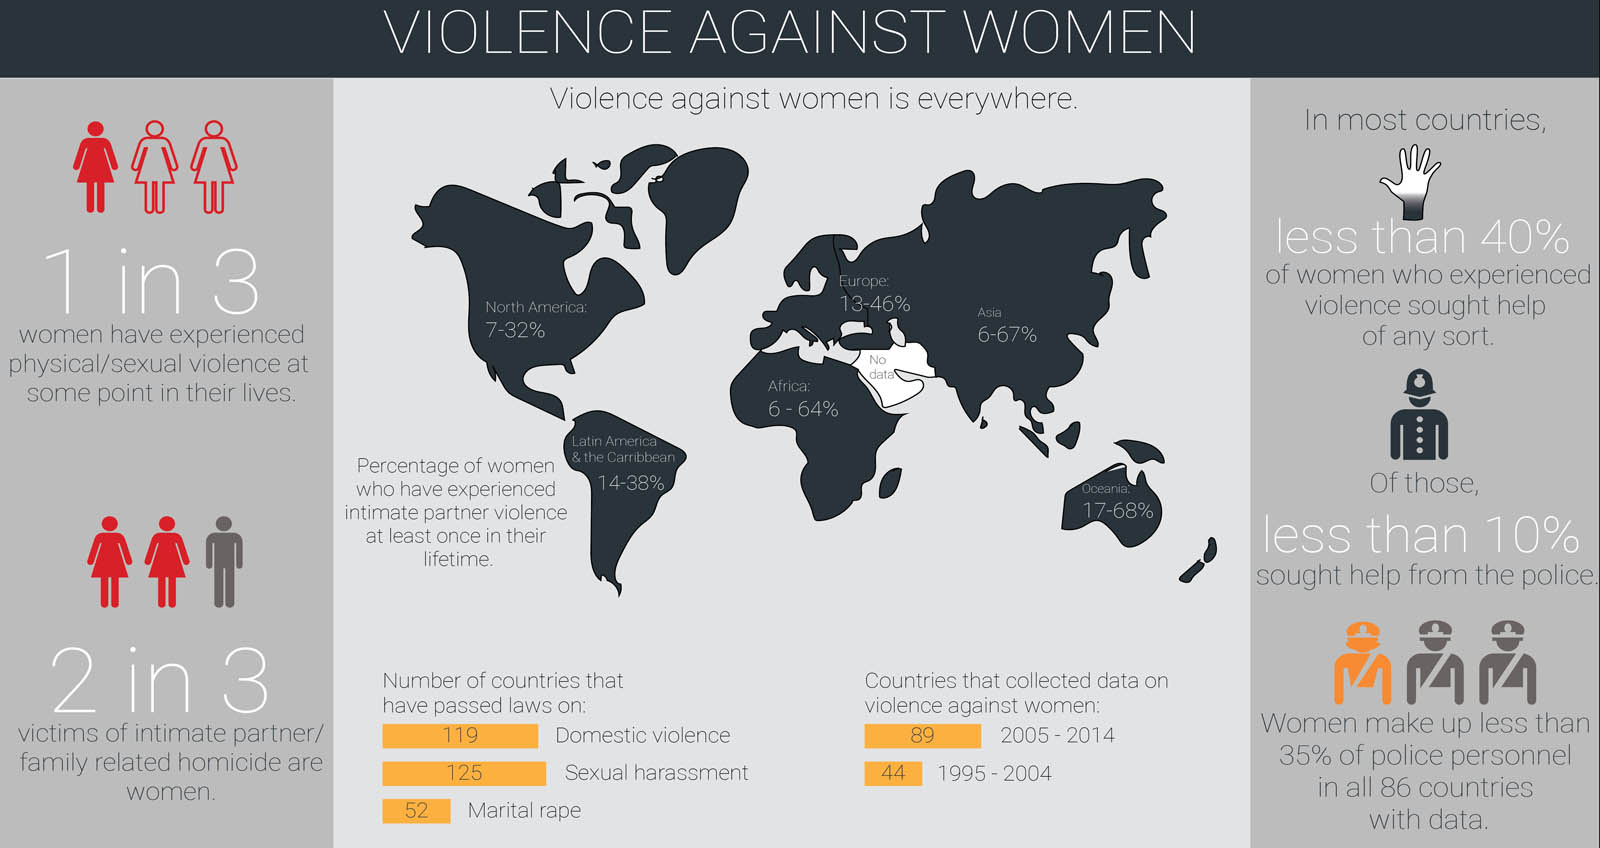 VIOLENCE AGAINST WOMEN
1 in 3
women have experienced
physical/sexual violence at
some point in their lives.
2 in 3
victims of intimate partner/
family related homicide are
women.
Violence against women is everywhere.
North America:
7-32%
Europe:
13-46%
Asia
6-67%
No
data
Africa:
6 - 64%
Latin America
& the Carribbean
14-38%
Oceania:
17-68%
Percentage of women
who have experienced
intimate partner violence
at least once in their
lifetime.
Number of countries that
have passed laws on:
119 Domestic violence
125 Sexual harassment
52 Marital rape
Countries that collected data on
violence against women:
89 2005 - 2014
44 1995 - 2004
In most countries,
less than 40%
of women who experienced
violence sought help
of any sort.
Of those,
less than 10%
sought help from the police.
Women make up less than
35% of police personnel
in all 86 countries
with data.